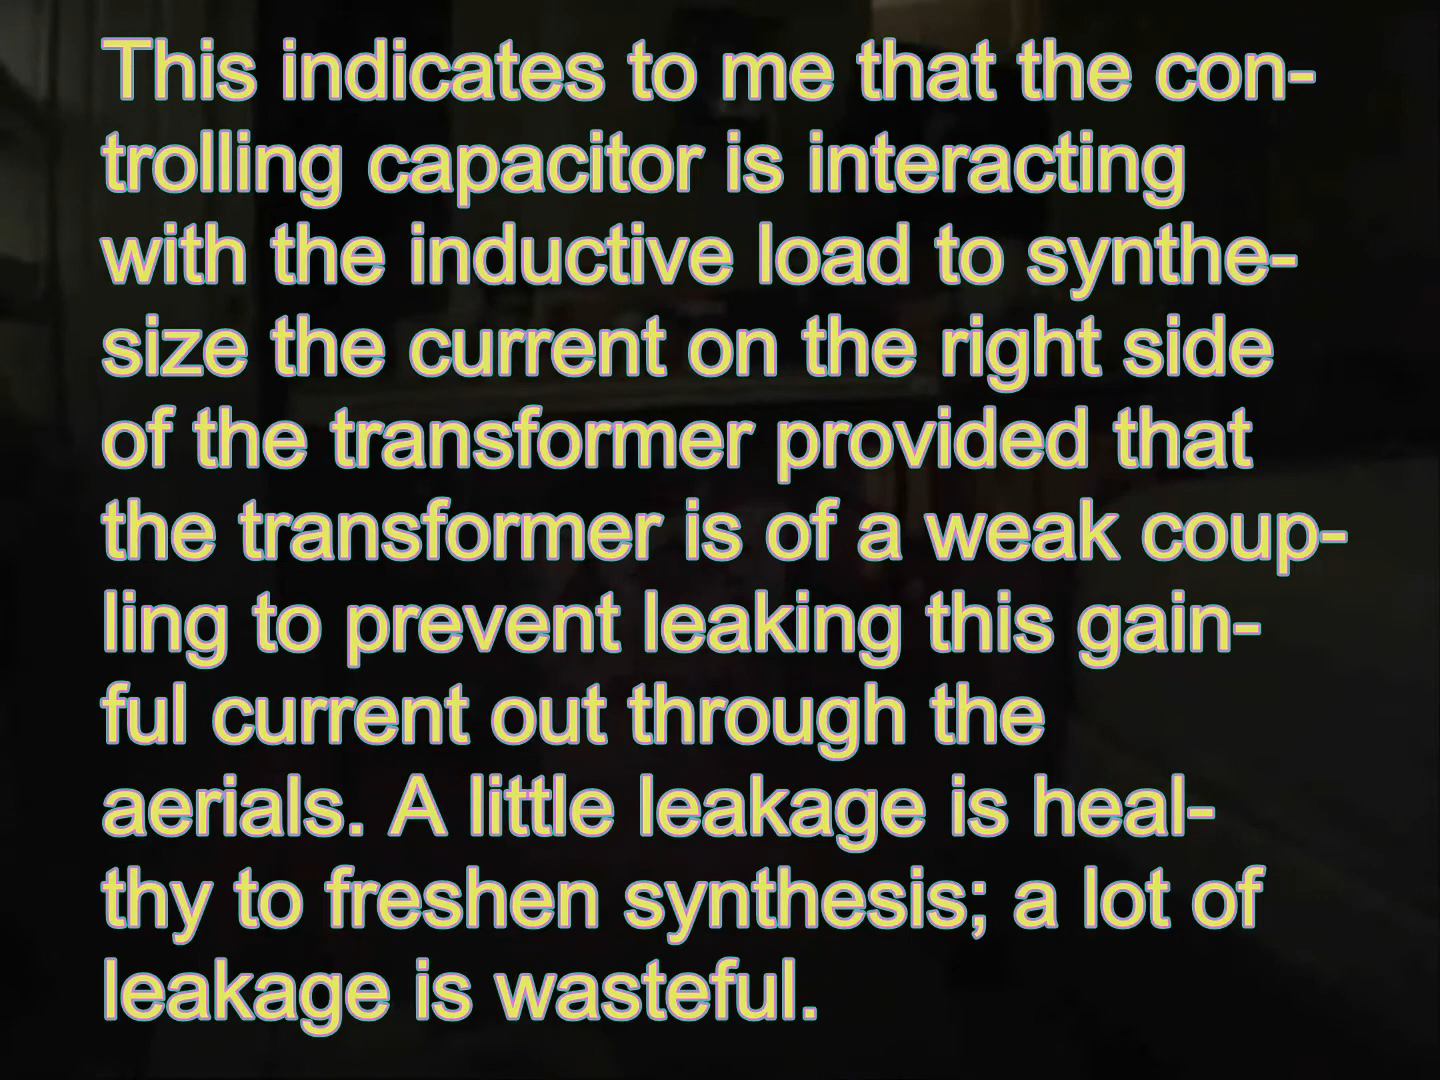 This indicates to me that the con-
trolling capacitor is interacting
with the inductive load to synthe-
size the current on the right side
of the transformer provided that
the transformer is of a weak coup-
ling to prevent leaking this gain-
ful current out through the
aerials. A little leakage is heal-
thy to freshen synthesis; a lot of
leakage is wasteful.